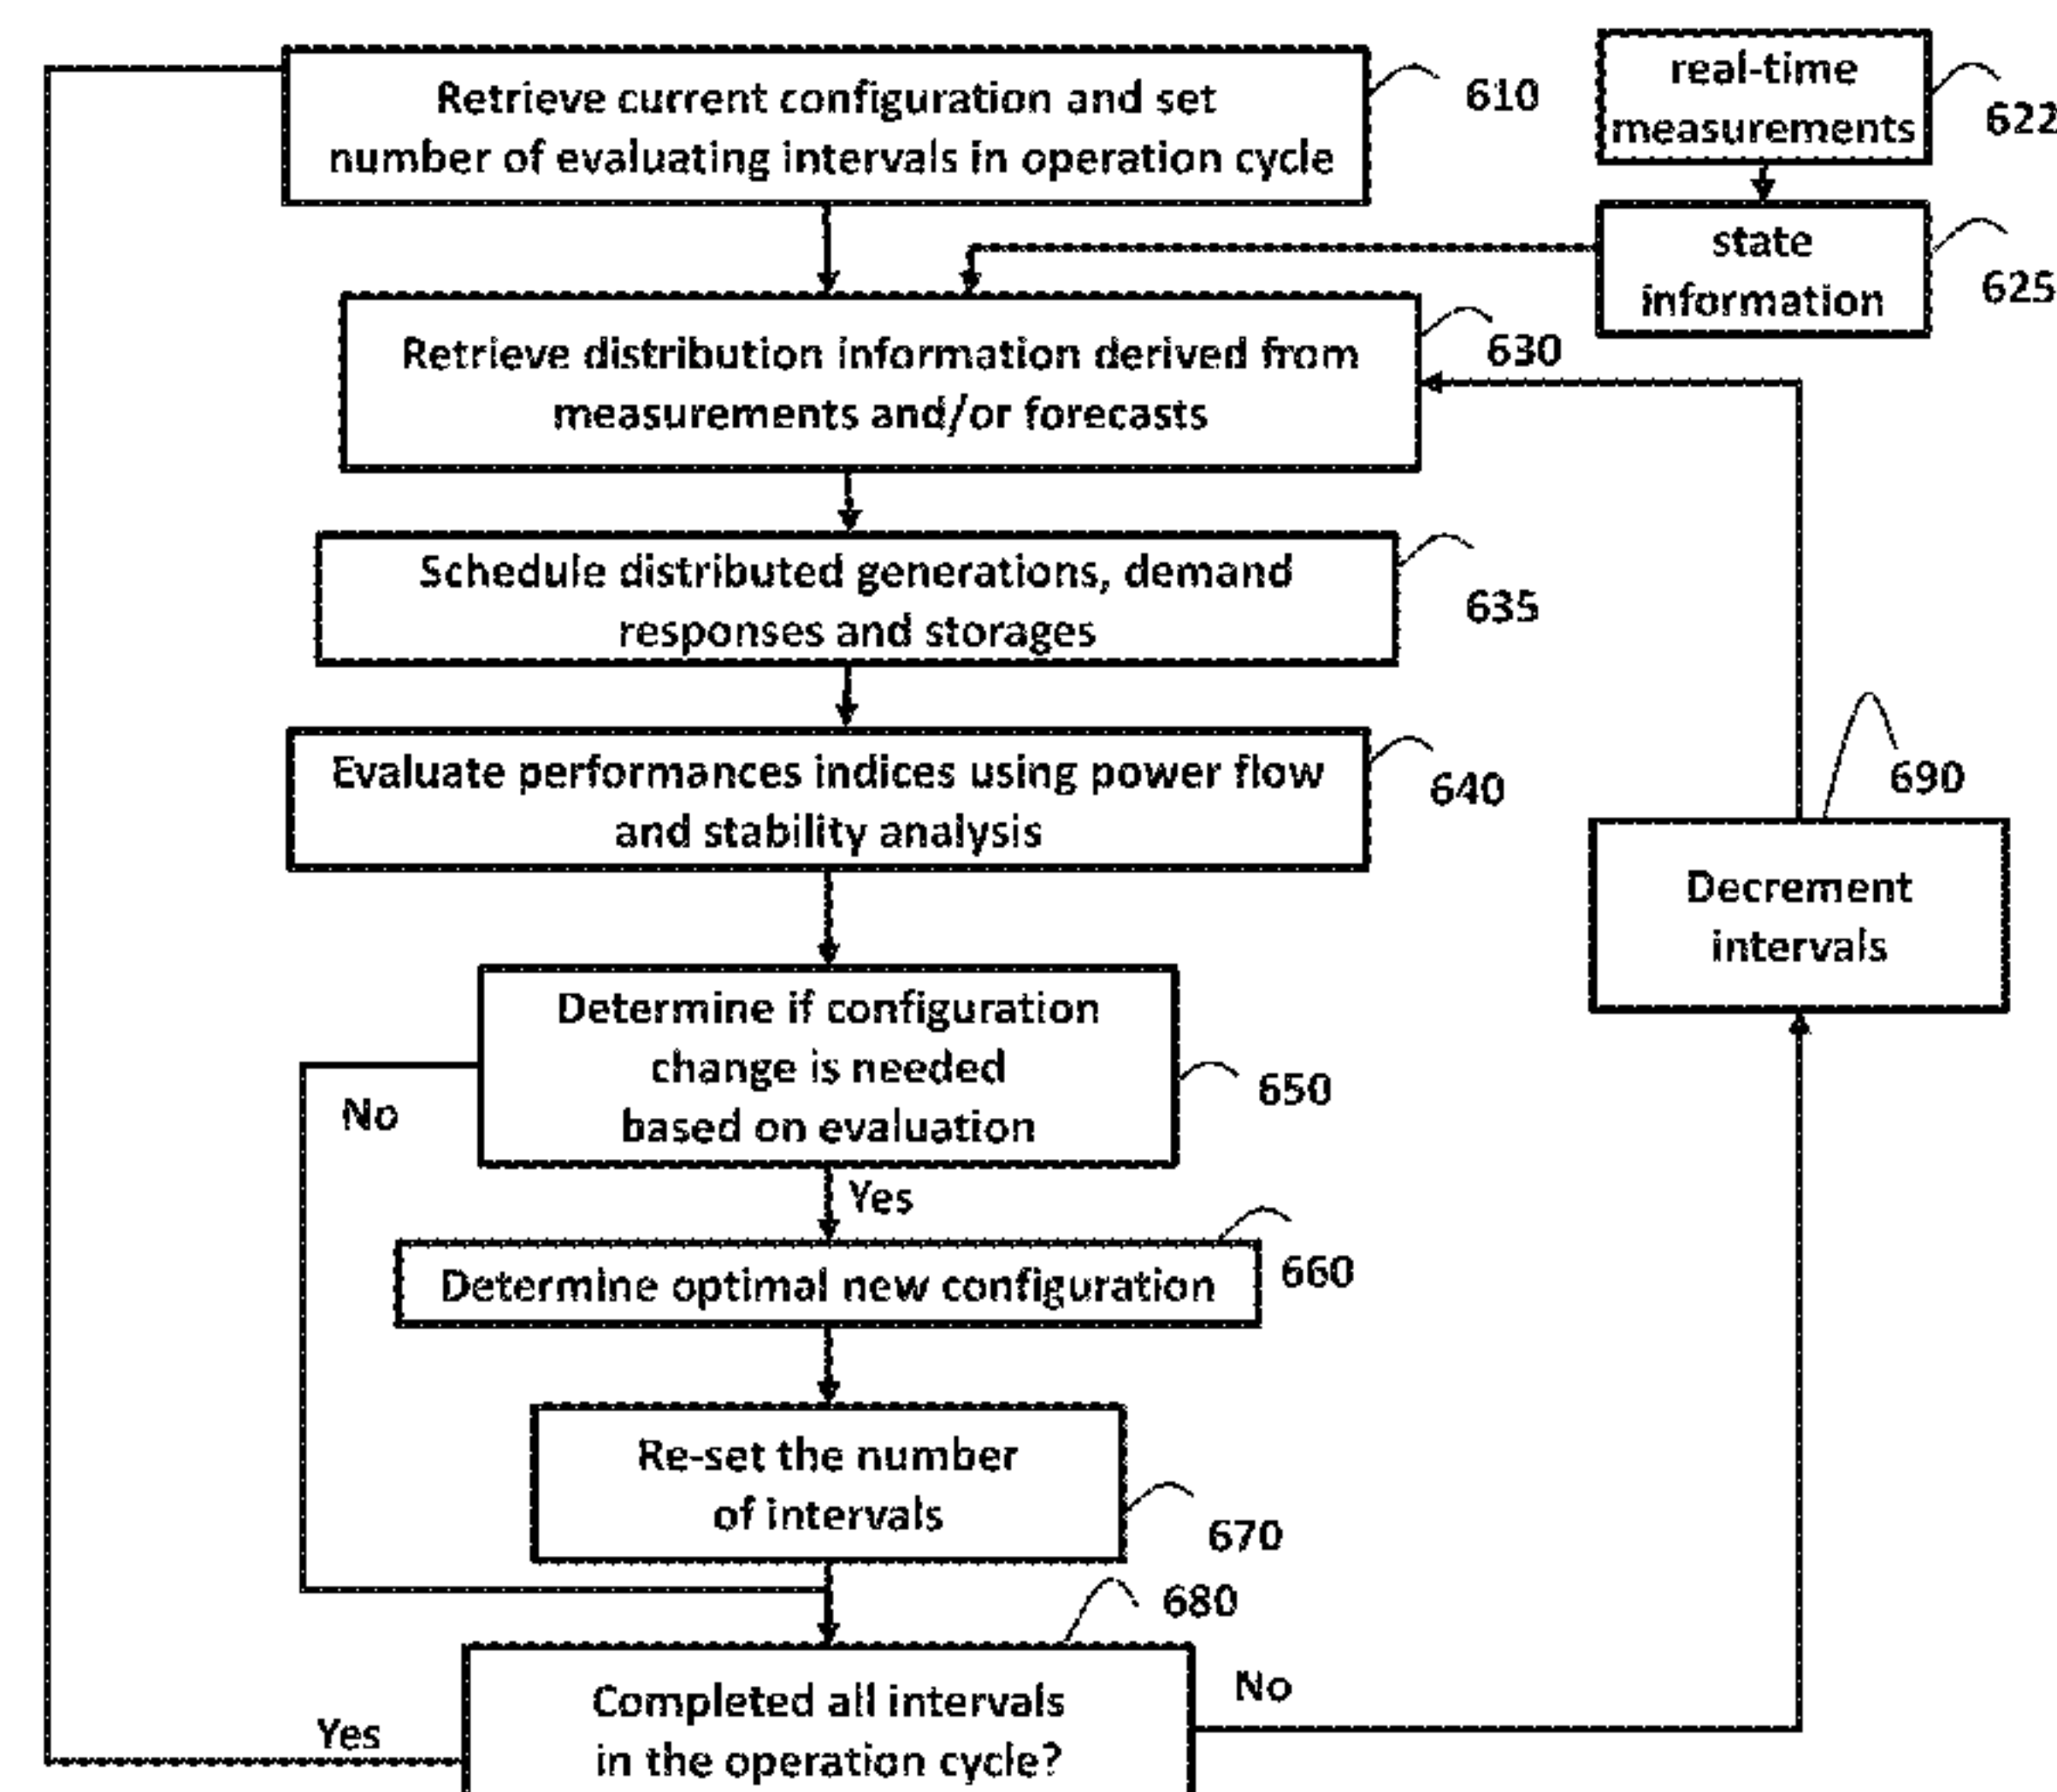 Retrieve current configuration and set
number of evaluating intervals in operation cycle
610
real-time
measurements
622
state
information
625
Retrieve distribution information derived from
measurements and/or forecasts
630
Schedule distributed generations, demand
responses and storages
635
Evaluate performances indices using power flow
and stability analysis
640
690
Decrement
intervals
Determine if configuration
change is needed
based on evaluation
650
No
Yes
Determine optimal new configuration
660
Re-set the number
of intervals
670
680
Completed all intervals
in the operation cycle?
No
Yes